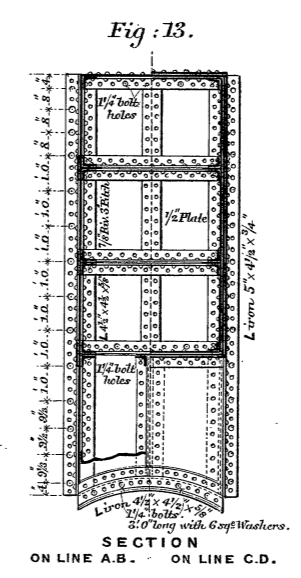 Fig: 13.
1¼" bolt
holes
7/8 Riv. 3" Pitch
1/2" Plate
L 4½ × 4½ × 5/8
L iron 5" × 4½" × 3/4"
1¼" bolt
holes
L iron 4½" × 4½" × 5/8
1¼" bolts.
3'.0" long with 6 sqre Washers.
SECTION
ON LINE A.B. - ON LINE C.D.